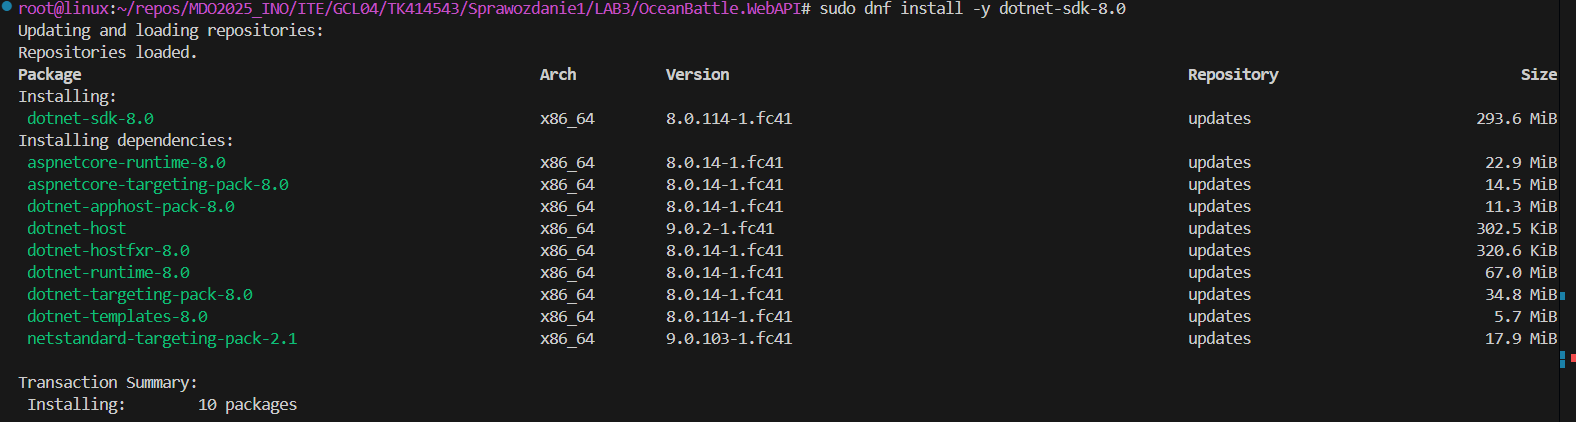 root@linux:~/repos/MDO2025_INO/ITE/GCL04/TK414543/Sprawozdanie1/LAB3/OceanBattle.WebAPI# sudo dnf install -y dotnet-sdk-8.0
Updating and loading repositories:
Repositories loaded.
Package Arch Version Repository Size
Installing:
dotnet-sdk-8.0 x86_64 8.0.114-1.fc41 updates 293.6 MiB
Installing dependencies:
aspnetcore-runtime-8.0 x86_64 8.0.14-1.fc41 updates 22.9 MiB
aspnetcore-targeting-pack-8.0 x86_64 8.0.14-1.fc41 updates 14.5 MiB
dotnet-apphost-pack-8.0 x86_64 8.0.14-1.fc41 updates 11.3 MiB
dotnet-host x86_64 9.0.2-1.fc41 updates 302.5 KiB
dotnet-hostfxr-8.0 x86_64 8.0.14-1.fc41 updates 320.6 KiB
dotnet-runtime-8.0 x86_64 8.0.14-1.fc41 updates 67.0 MiB
dotnet-targeting-pack-8.0 x86_64 8.0.14-1.fc41 updates 34.8 MiB
dotnet-templates-8.0 x86_64 8.0.114-1.fc41 updates 5.7 MiB
netstandard-targeting-pack-2.1 x86_64 9.0.103-1.fc41 updates 17.9 MiB
Transaction Summary:
Installing: 10 packages